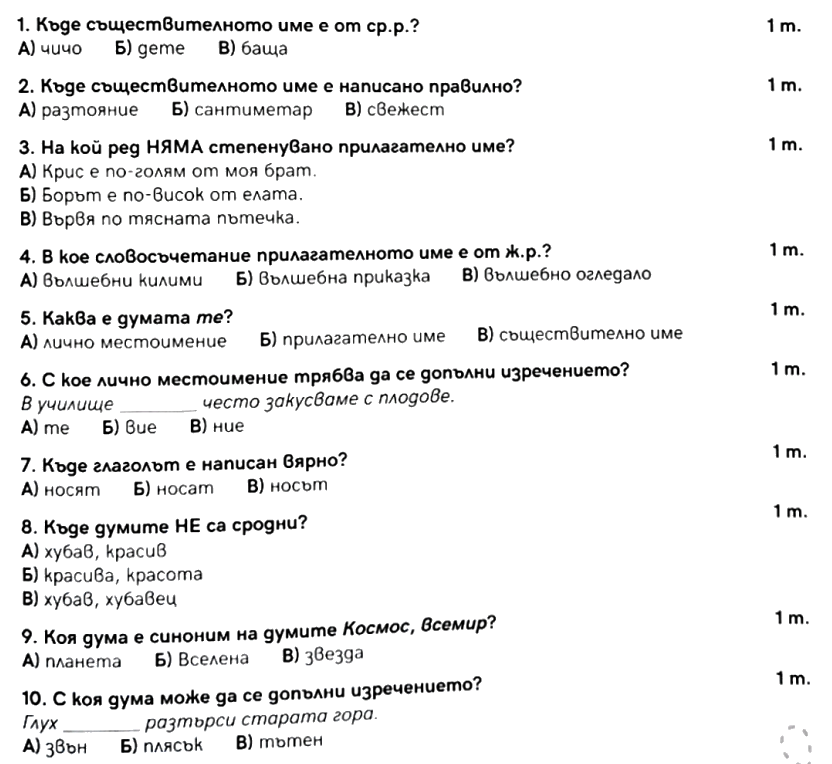 1. Къде съществителното име е от ср.р.? 1 т.
А) чичо Б) дете В) баща
2. Къде съществителното име е написано правилно? 1 т.
А) разтояние Б) сантиметар В) свежест
3. На кой ред НЯМА степенувано прилагателно име? 1 т.
А) Крис е по-голям от моя брат.
Б) Борът е по-висок от елата.
В) Вървя по тясната пътечка.
4. В кое словосъчетание прилагателното име е от ж.р.? 1 т.
А) вълшебни килими Б) вълшебна приказка В) вълшебно огледало
5. Каква е думата те? 1 т.
А) лично местоимение Б) прилагателно име В) съществително име
6. С кое лично местоимение трябва да се допълни изречението? 1 т.
В училище ________ често закусваме с плодове.
А) те Б) вие В) ние
7. Къде глаголът е написан вярно? 1 т.
А) носят Б) носат В) носът
8. Къде думите НЕ са сродни? 1 т.
А) хубав, красив
Б) красива, красота
В) хубав, хубавец
9. Коя дума е синоним на думите Космос, всемир? 1 т.
А) планета Б) Вселена В) звезда
10. С коя дума може да се допълни изречението? 1 т.
Глух ________ разтърси старата гора.
А) звън Б) плясък В) тътен